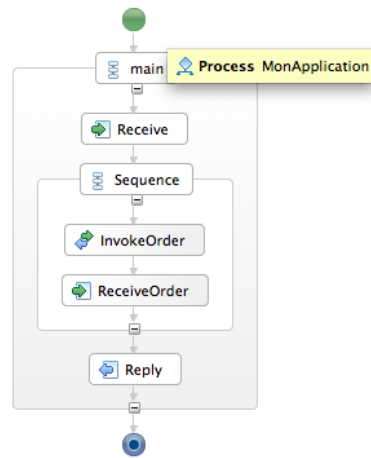 main
Process MonApplication
Receive
Sequence
InvokeOrder
ReceiveOrder
Reply